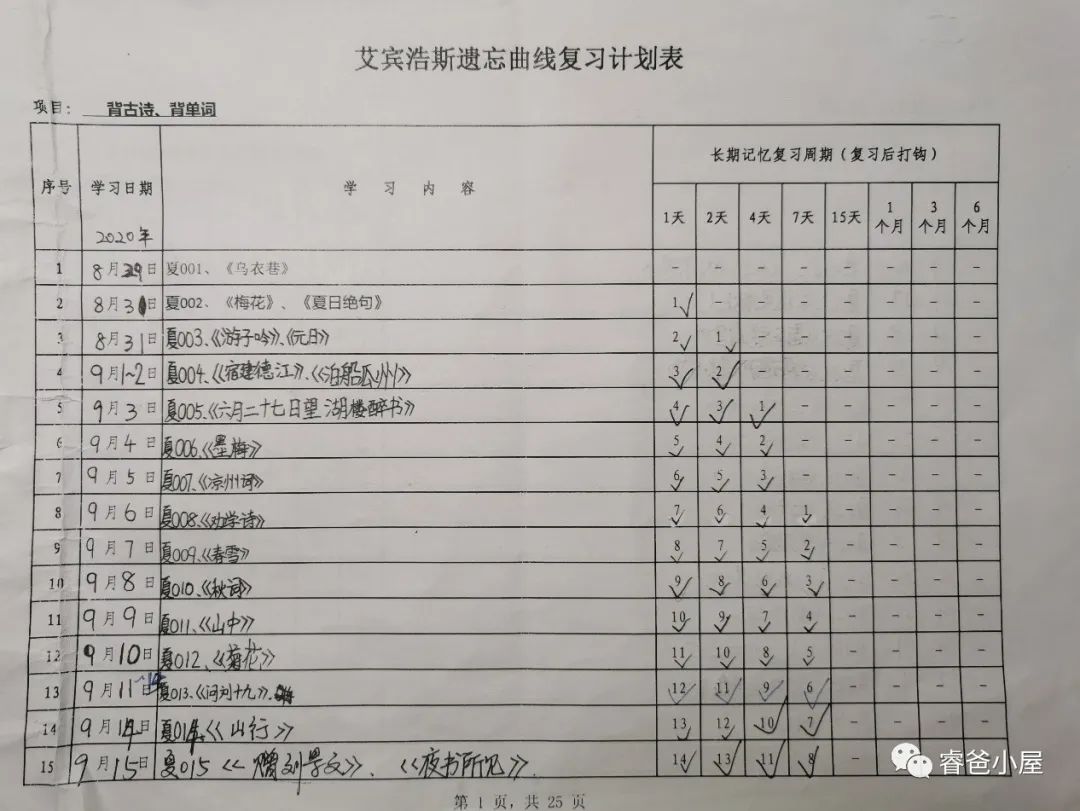 艾宾浩斯遗忘曲线复习计划表
项目： 背古诗、背单词
序号 学习日期 2020年 学 习 内 容 长期记忆复习周期（复习后打钩）
1天 2天 4天 7天 15天 1个月 3个月 6个月
1 8月29日 夏001、《乌衣巷》 - - - - - - - -
2 8月30日 夏002、《梅花》、《夏日绝句》 1✓ - - - - - - -
3 8月31日 夏003、《游子吟》、《元日》 2✓ 1✓ - - - - - -
4 9月1~2日 夏004、《宿建德江》、《泊船瓜州》 3✓ 2✓ - - - - - -
5 9月3日 夏005、《六月二十七日望湖楼醉书》 4✓ 3✓ 1✓ - - - - -
6 9月4日 夏006、《墨梅》 5✓ 4✓ 2✓ - - - - -
7 9月5日 夏007、《凉州词》 6✓ 5✓ 3✓ - - - - -
8 9月6日 夏008、《劝学诗》 7✓ 6✓ 4✓ 1✓ - - - -
9 9月7日 夏009、《春雪》 8✓ 7✓ 5✓ 2✓ - - - -
10 9月8日 夏010、《秋词》 9✓ 8✓ 6✓ 3✓ - - - -
11 9月9日 夏011、《山中》 10✓ 9✓ 7✓ 4✓ - - - -
12 9月10日 夏012、《菊花》 11✓ 10✓ 8✓ 5✓ - - - -
13 9月11日 夏013、《问刘十九》、 12✓ 11✓ 9✓ 6✓ - - - -
14 9月14日 夏014、《山行》 13✓ 12✓ 10✓ 7✓ - - - -
15 9月15日 夏015《赠刘景文》、《夜书所见》. 14✓ 13✓ 11✓ 8✓ - - - -
第 1 页，共 25 页
睿爸小屋